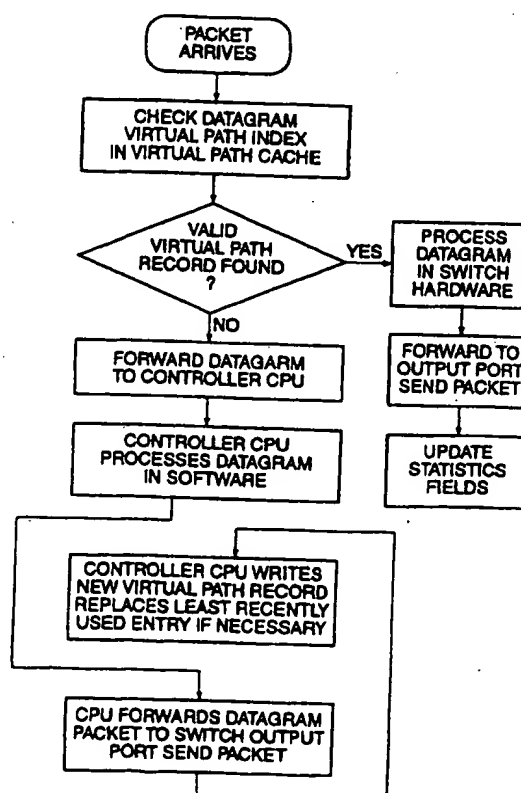 PACKET
ARRIVES
CHECK DATAGRAM
VIRTUAL PATH INDEX
IN VIRTUAL PATH CACHE
VALID
VIRTUAL PATH
RECORD FOUND
?
YES
PROCESS
DATAGRAM
IN SWITCH
HARDWARE
NO
FORWARD DATAGARM
TO CONTROLLER CPU
FORWARD TO
OUTPUT PORT
SEND PACKET
CONTROLLER CPU
PROCESSES DATAGRAM
IN SOFTWARE
UPDATE
STATISTICS
FIELDS
CONTROLLER CPU WRITES
NEW VIRTUAL PATH RECORD
REPLACES LEAST RECENTLY
USED ENTRY IF NECESSARY
CPU FORWARDS DATAGRAM
PACKET TO SWITCH OUTPUT
PORT SEND PACKET